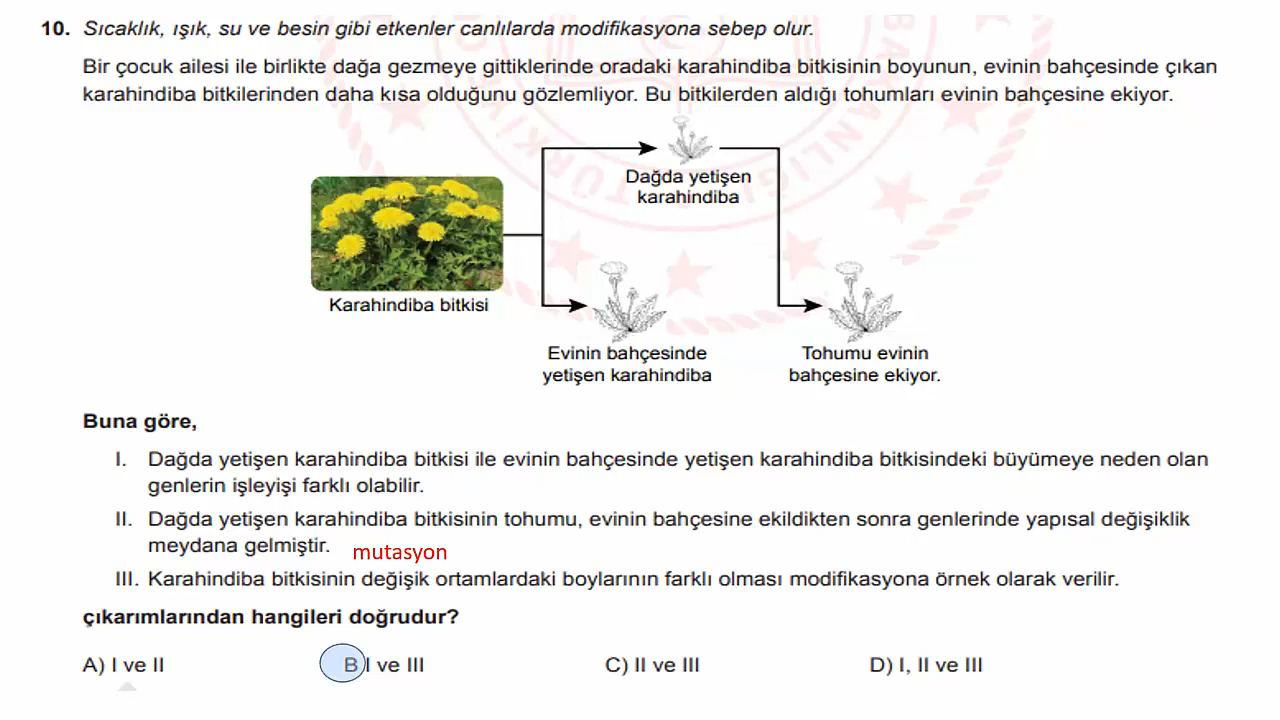 10. Sıcaklık, ışık, su ve besin gibi etkenler canlılarda modifikasyona sebep olur.
Bir çocuk ailesi ile birlikte dağa gezmeye gittiklerinde oradaki karahindiba bitkisinin boyunun, evinin bahçesinde çıkan
karahindiba bitkilerinden daha kısa olduğunu gözlemliyor. Bu bitkilerden aldığı tohumları evinin bahçesine ekiyor.
Dağda yetişen
karahindiba
Karahindiba bitkisi
Evinin bahçesinde
yetişen karahindiba
Tohumu evinin
bahçesine ekiyor.
Buna göre,
I. Dağda yetişen karahindiba bitkisi ile evinin bahçesinde yetişen karahindiba bitkisindeki büyümeye neden olan
genlerin işleyişi farklı olabilir.
II. Dağda yetişen karahindiba bitkisinin tohumu, evinin bahçesine ekildikten sonra genlerinde yapısal değişiklik
meydana gelmiştir. mutasyon
III. Karahindiba bitkisinin değişik ortamlardaki boylarının farklı olması modifikasyona örnek olarak verilir.
çıkarımlarından hangileri doğrudur?
A) I ve II B I ve III C) II ve III D) I, II ve III